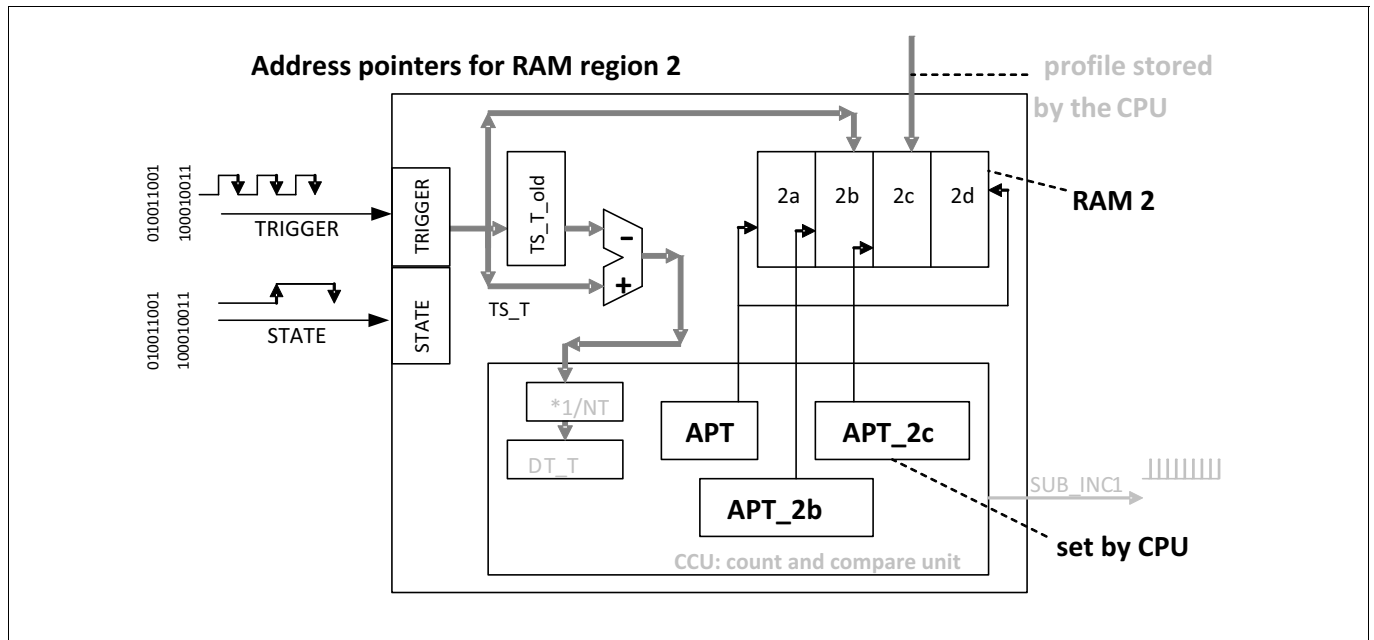 Address pointers for RAM region 2
profile stored
by the CPU
010011001
100010011
TRIGGER
TRIGGER
TS_T_old
-
+
TS_T
2a
2b
2c
2d
RAM 2
010011001
100010011
STATE
STATE
*1/NT
DT_T
APT
APT_2c
APT_2b
SUB_INC1
set by CPU
CCU: count and compare unit